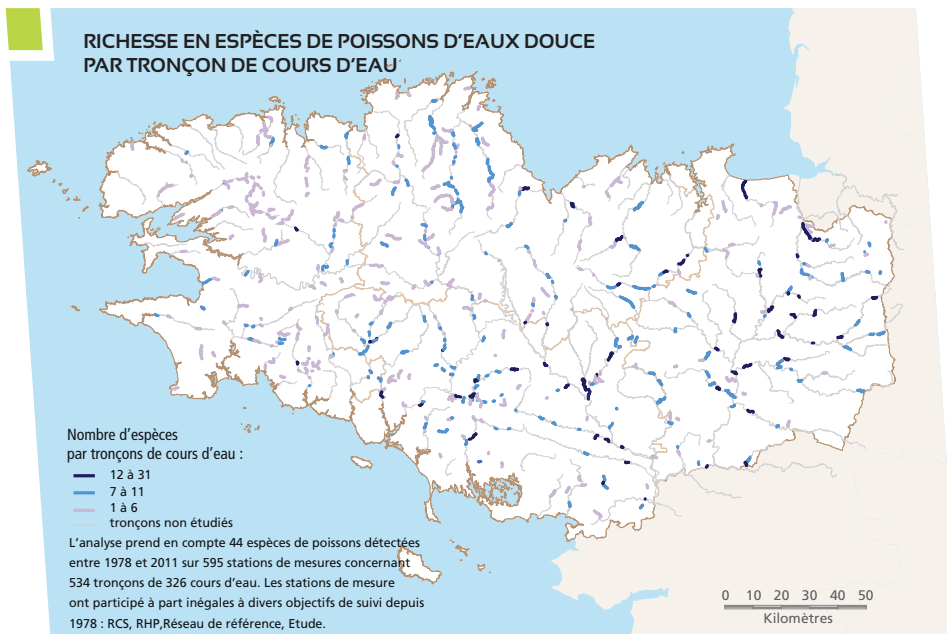 RICHESSE EN ESPÈCES DE POISSONS D'EAUX DOUCE
PAR TRONÇON DE COURS D'EAU
Nombre d'espèces
par tronçons de cours d'eau :
12 à 31
7 à 11
1 à 6
tronçons non étudiés
L'analyse prend en compte 44 espèces de poissons détectées
entre 1978 et 2011 sur 595 stations de mesures concernant
534 tronçons de 326 cours d'eau. Les stations de mesure
ont participé à part inégales à divers objectifs de suivi depuis
1978 : RCS, RHP,Réseau de référence, Etude.
0 10 20 30 40 50
Kilomètres